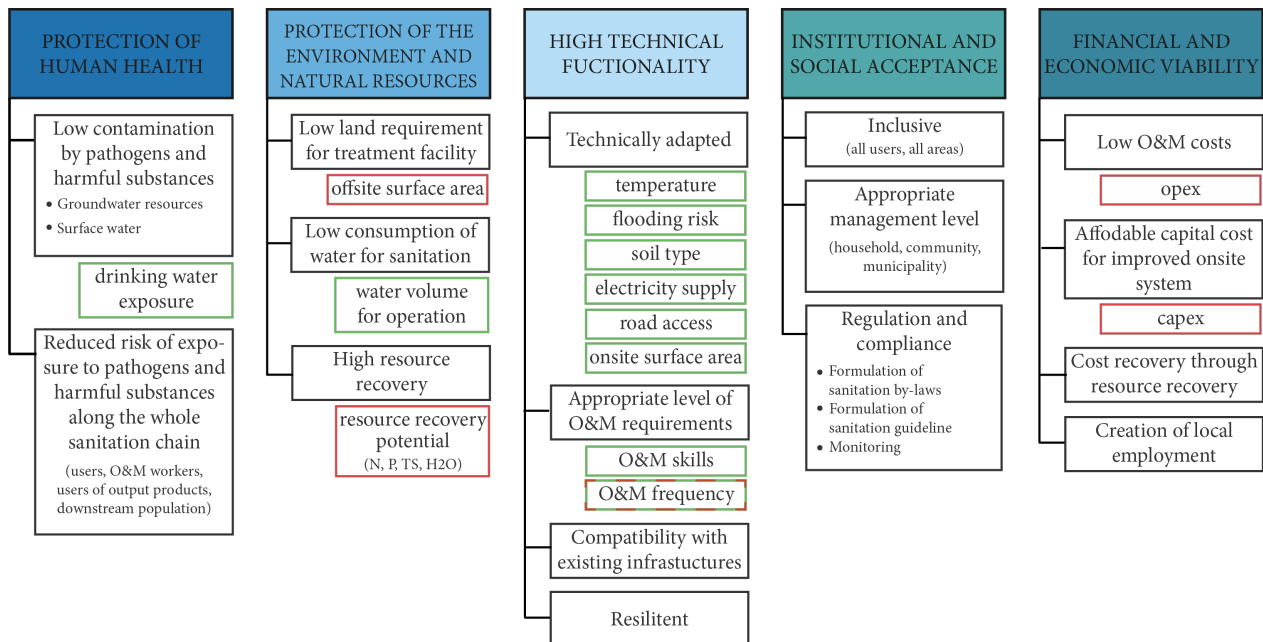 PROTECTION OF
HUMAN HEALTH
Low contamination
by pathogens and
harmful substances
• Groundwater resources
• Surface water
drinking water
exposure
Reduced risk of expo-
sure to pathogens and
harmful substances
along the whole
sanitation chain
(users, O&M workers,
users of output products,
downstream population)
PROTECTION OF THE
ENVIRONMENT AND
NATURAL RESOURCES
Low land requirement
for treatment facility
offsite surface area
Low consumption of
water for sanitation
water volume
for operation
High resource
recovery
resource recovery
potential
(N, P, TS, H2O)
HIGH TECHNICAL
FUCTIONALITY
Technically adapted
temperature
flooding risk
soil type
electricity supply
road access
onsite surface area
Appropriate level of
O&M requirements
O&M skills
O&M frequency
Compatibility with
existing infrastuctures
Resilitent
INSTITUTIONAL AND
SOCIAL ACCEPTANCE
Inclusive
(all users, all areas)
Appropriate
management level
(household, community,
municipality)
Regulation and
compliance
• Formulation of
sanitation by-laws
• Formulation of
sanitation guideline
• Monitoring
FINANCIAL AND
ECONOMIC VIABILITY
Low O&M costs
opex
Affodable capital cost
for improved onsite
system
capex
Cost recovery through
resource recovery
Creation of local
employment